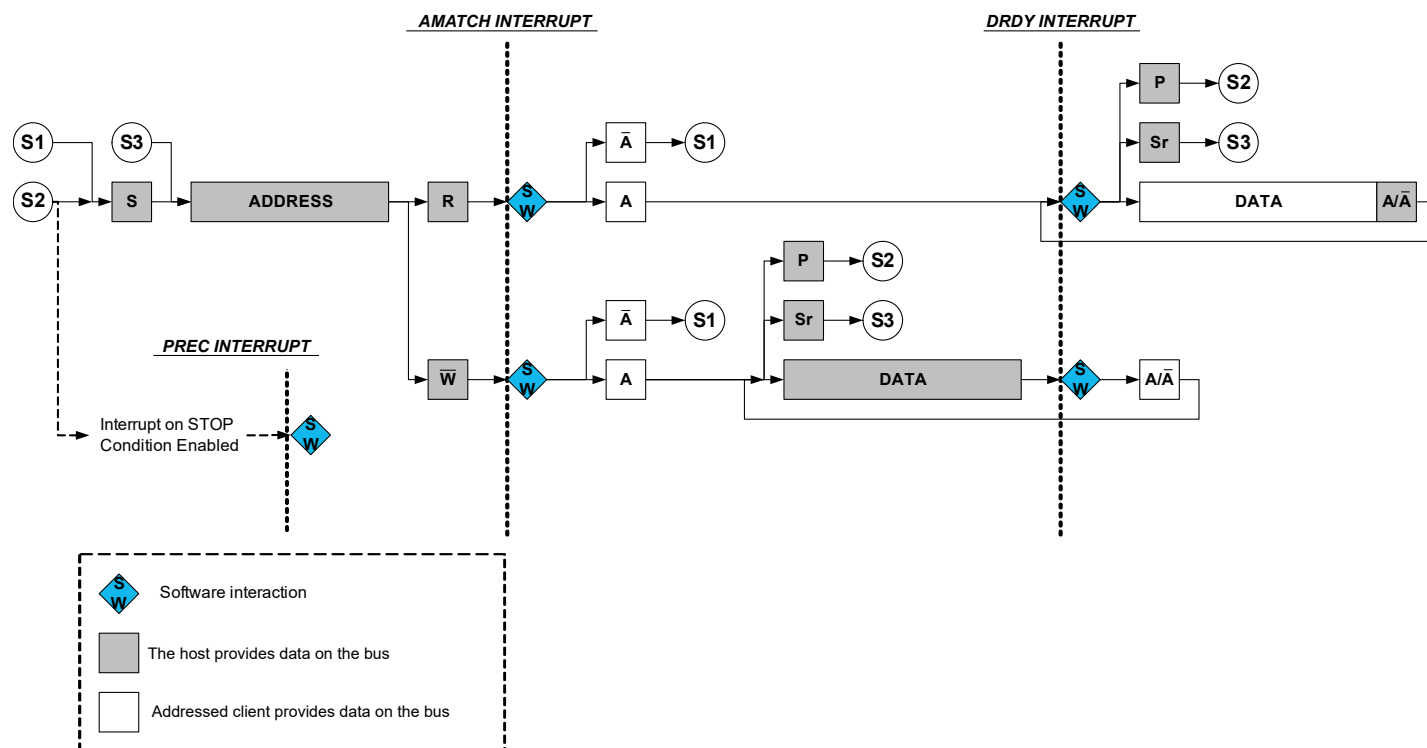 AMATCH INTERRUPT
DRDY INTERRUPT
P
S2
S1
S3
A̅
S1
Sr
S3
S2
S
ADDRESS
R
S
W
A
S
W
DATA
A/A̅
P
S2
A̅
S1
Sr
S3
PREC INTERRUPT
W̅
S
W
A
DATA
S
W
A/A̅
Interrupt on STOP
Condition Enabled
S
W
S
W
Software interaction
The host provides data on the bus
Addressed client provides data on the bus